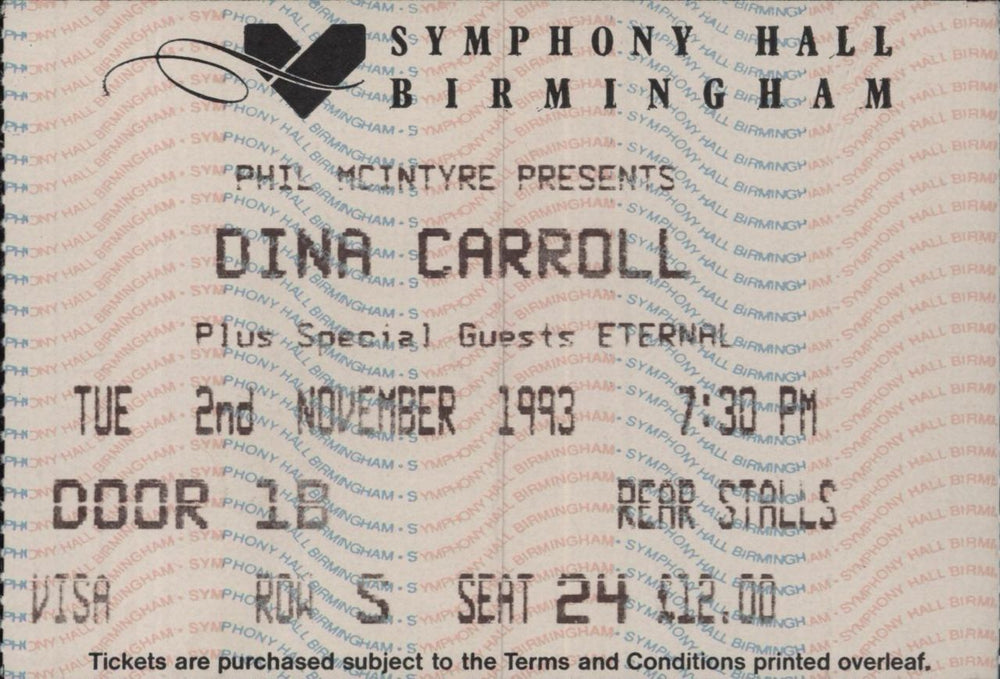 SYMPHONY HALL
BIRMINGHAM
PHIL MCINTYRE PRESENTS
DINA CARROLL
Plus Special Guests ETERNAL
TUE 2nd NOVEMBER 1993 7:30 PM
DOOR 1B REAR STALLS
VISA ROW S SEAT 24 £12.00
Tickets are purchased subject to the Terms and Conditions printed overleaf.